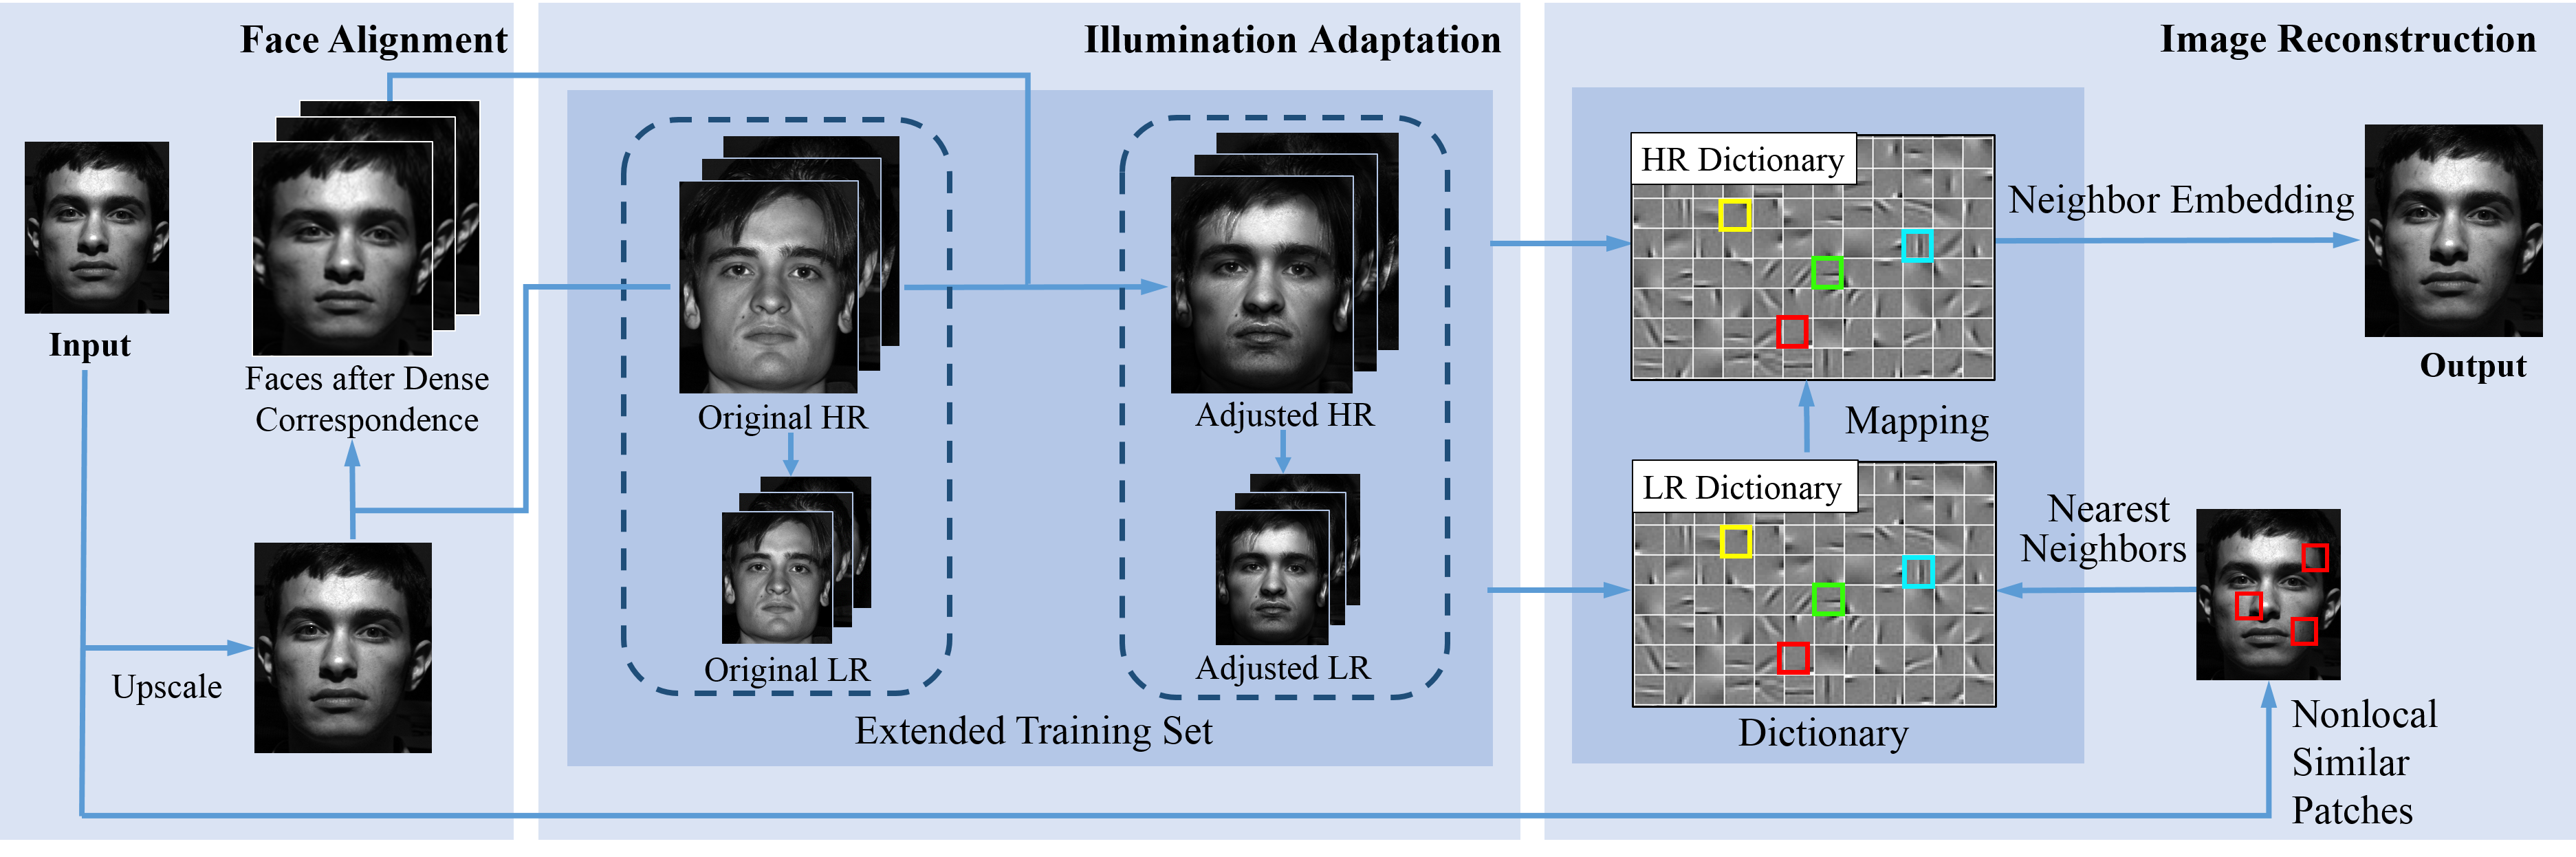 Face Alignment
Input
Faces after Dense
Correspondence
Upscale
Illumination Adaptation
Original HR
Adjusted HR
Original LR
Adjusted LR
Extended Training Set
Image Reconstruction
HR Dictionary
Neighbor Embedding
Output
Mapping
LR Dictionary
Nearest
Neighbors
Dictionary
Nonlocal
Similar
Patches